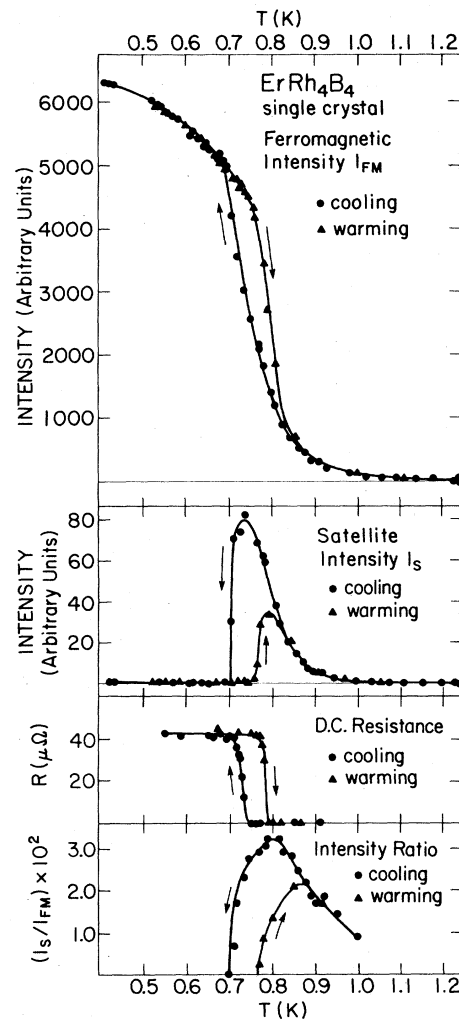 T (K)
0.5 0.6 0.7 0.8 0.9 1.0 1.1 1.2
ErRh₄B₄
single crystal
Ferromagnetic
Intensity I_FM
● cooling
▲ warming
INTENSITY (Arbitrary Units)
6000
5000
4000
3000
2000
1000
Satellite
Intensity I_S
● cooling
▲ warming
INTENSITY
(Arbitrary Units)
80
60
40
20
D.C. Resistance
● cooling
▲ warming
R (μΩ)
40
20
Intensity Ratio
● cooling
▲ warming
(I_S/I_FM) × 10²
3.0
2.0
1.0
0.5 0.6 0.7 0.8 0.9 1.0 1.1 1.2
T (K)